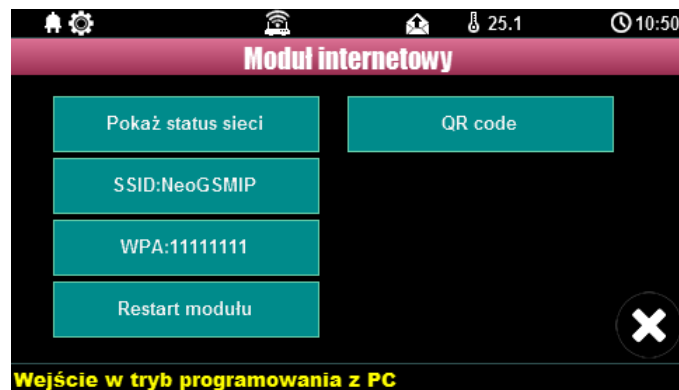 25.1
10:50
Moduł internetowy
Pokaż status sieci
QR code
SSID:NeoGSMIP
WPA:11111111
Restart modułu
Wejście w tryb programowania z PC